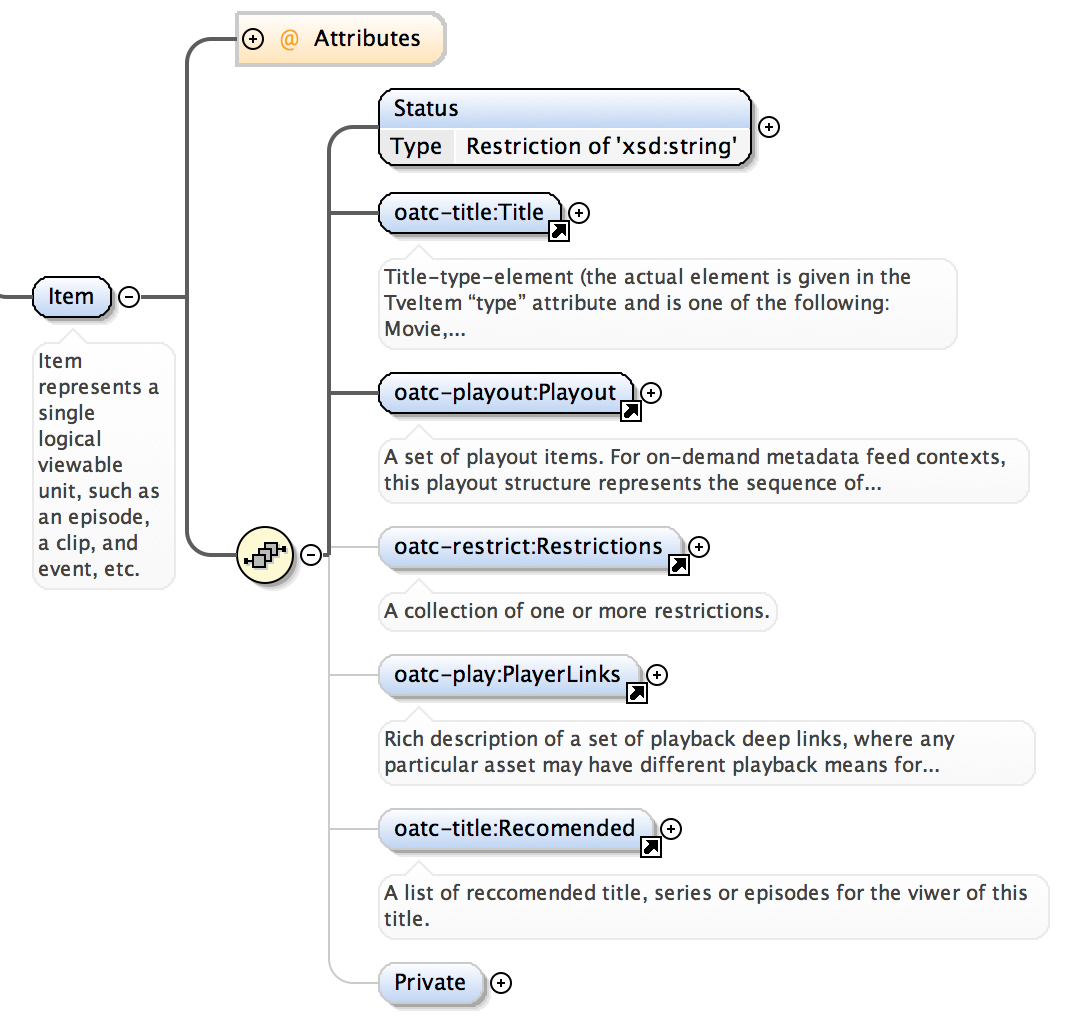 @ Attributes
Status
Type Restriction of 'xsd:string'
oatc-title:Title
Title-type-element (the actual element is given in the
TveItem “type” attribute and is one of the following:
Movie,...
Item
Item
represents a
single
logical
viewable
unit, such as
an episode,
a clip, and
event, etc.
oatc-playout:Playout
A set of playout items. For on-demand metadata feed contexts,
this playout structure represents the sequence of...
oatc-restrict:Restrictions
A collection of one or more restrictions.
oatc-play:PlayerLinks
Rich description of a set of playback deep links, where any
particular asset may have different playback means for...
oatc-title:Recomended
A list of reccomended title, series or episodes for the viwer of this
title.
Private